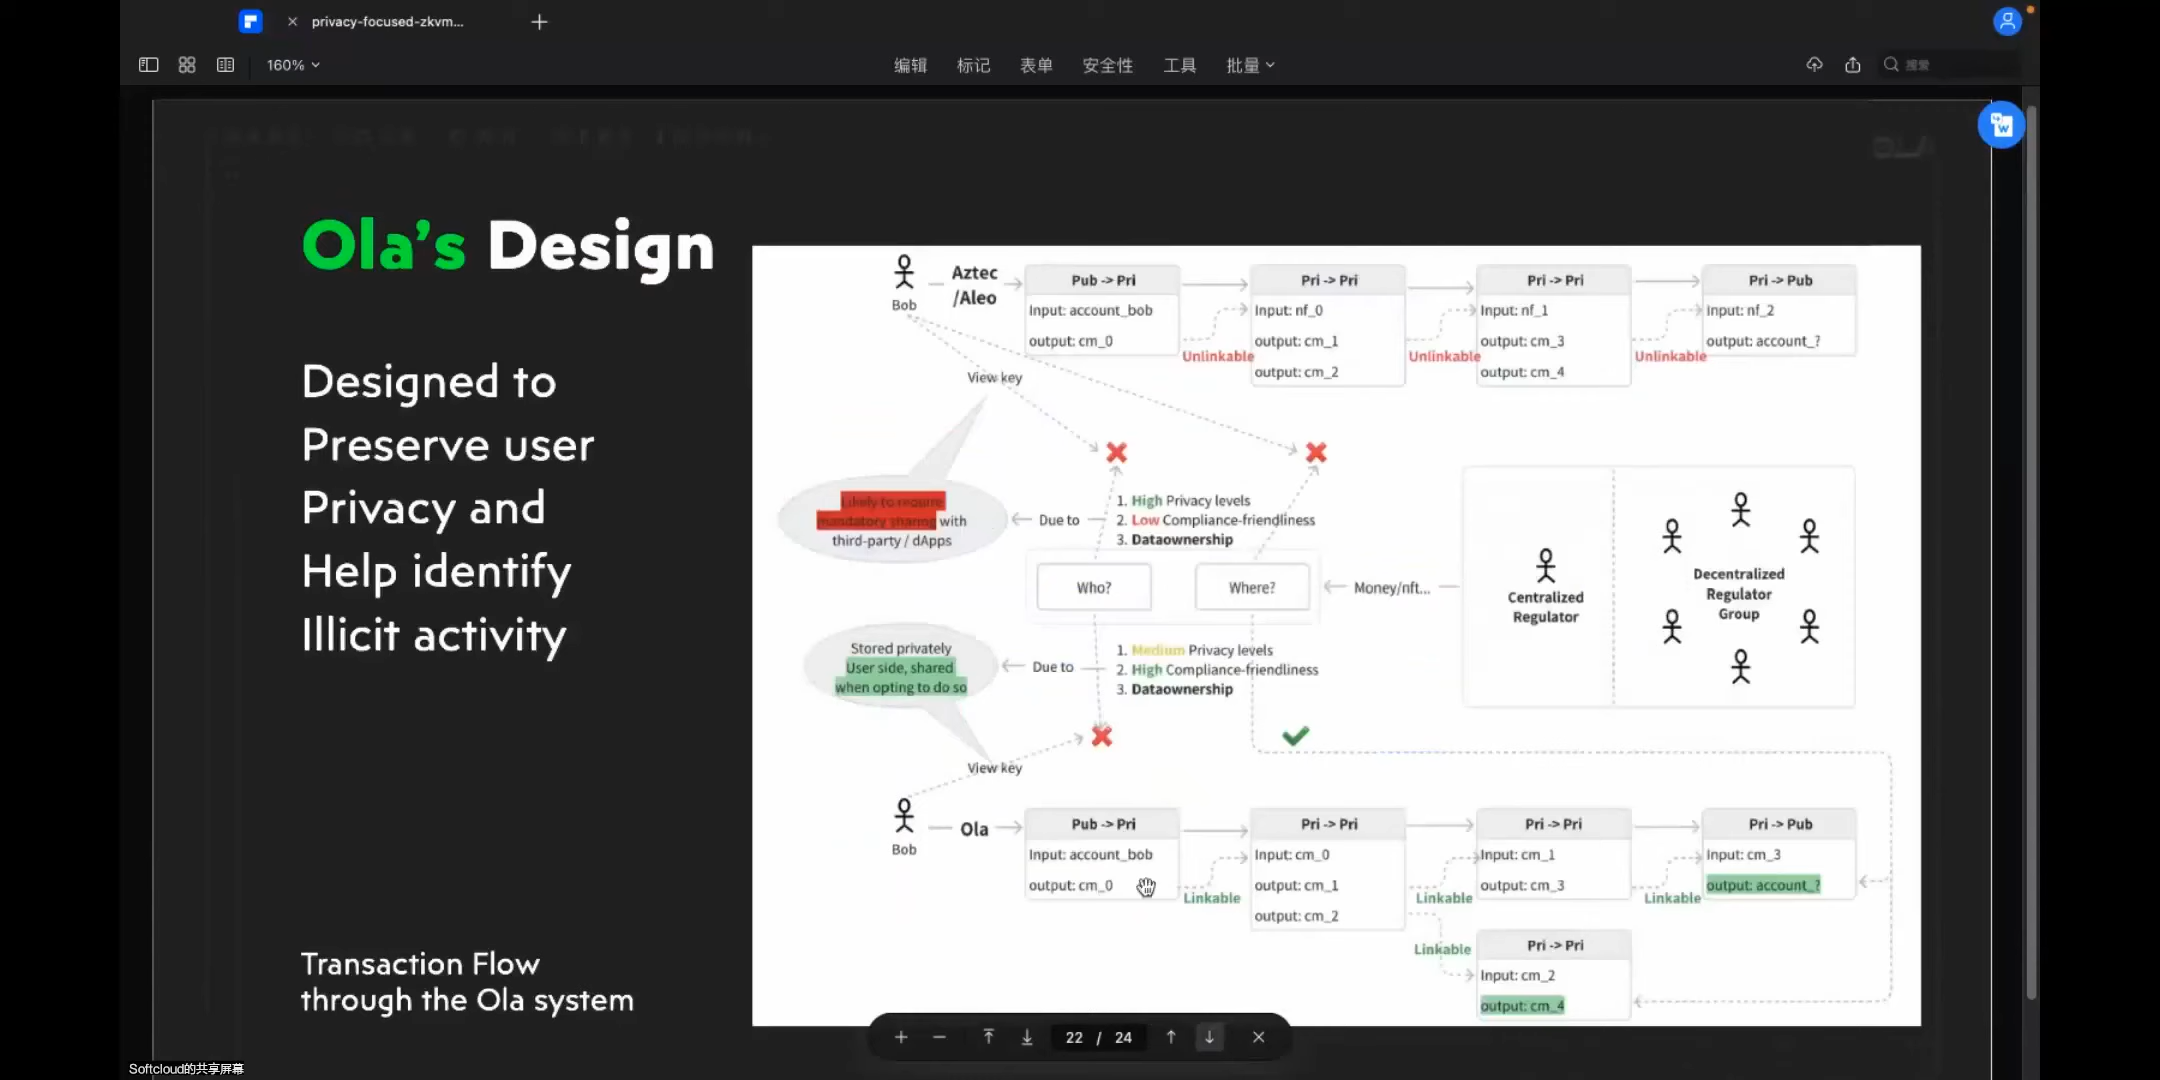 privacy-focused-zkvm...
160%
编辑
标记
表单
安全性
工具
批量
搜索
Ola's Design
Designed to
Preserve user
Privacy and
Help identify
Illicit activity
Transaction Flow
through the Ola system
Bob
Aztec
/Aleo
Pub -> Pri
Input: account_bob
output: cm_0
Unlinkable
Pri -> Pri
Input: nf_0
output: cm_1
output: cm_2
Unlinkable
Pri -> Pri
Input: nf_1
output: cm_3
output: cm_4
Unlinkable
Pri -> Pub
Input: nf_2
output: account_?
View key
Likely to require
mandatory sharing with
third-party / dApps
Due to
1. High Privacy levels
2. Low Compliance-friendliness
3. Dataownership
Who?
Where?
Money/nft...
Centralized
Regulator
Decentralized
Regulator
Group
Stored privately
User side, shared
when opting to do so
Due to
1. Medium Privacy levels
2. High Compliance-friendliness
3. Dataownership
View key
Bob
Ola
Pub -> Pri
Input: account_bob
output: cm_0
Linkable
Pri -> Pri
Input: cm_0
output: cm_1
output: cm_2
Linkable
Pri -> Pri
Input: cm_1
output: cm_3
Linkable
Pri -> Pub
Input: cm_3
output: account_?
Linkable
Pri -> Pri
Input: cm_2
output: cm_4
22 / 24
Softcloud的共享屏幕